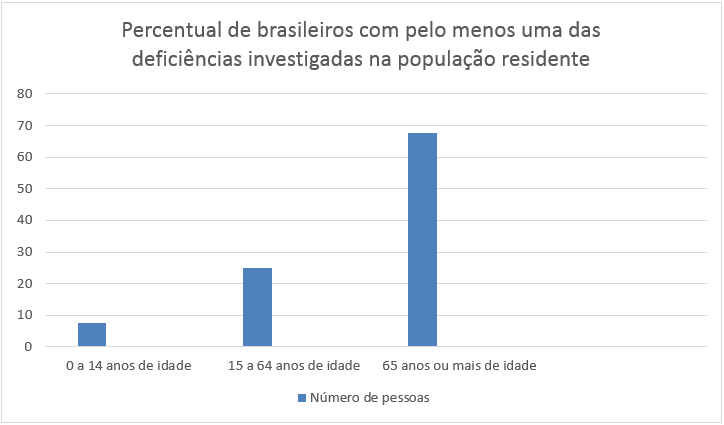 Percentual de brasileiros com pelo menos uma das
deficiências investigadas na população residente
80
70
60
50
40
30
20
10
0
0 a 14 anos de idade
15 a 64 anos de idade
65 anos ou mais de idade
Número de pessoas